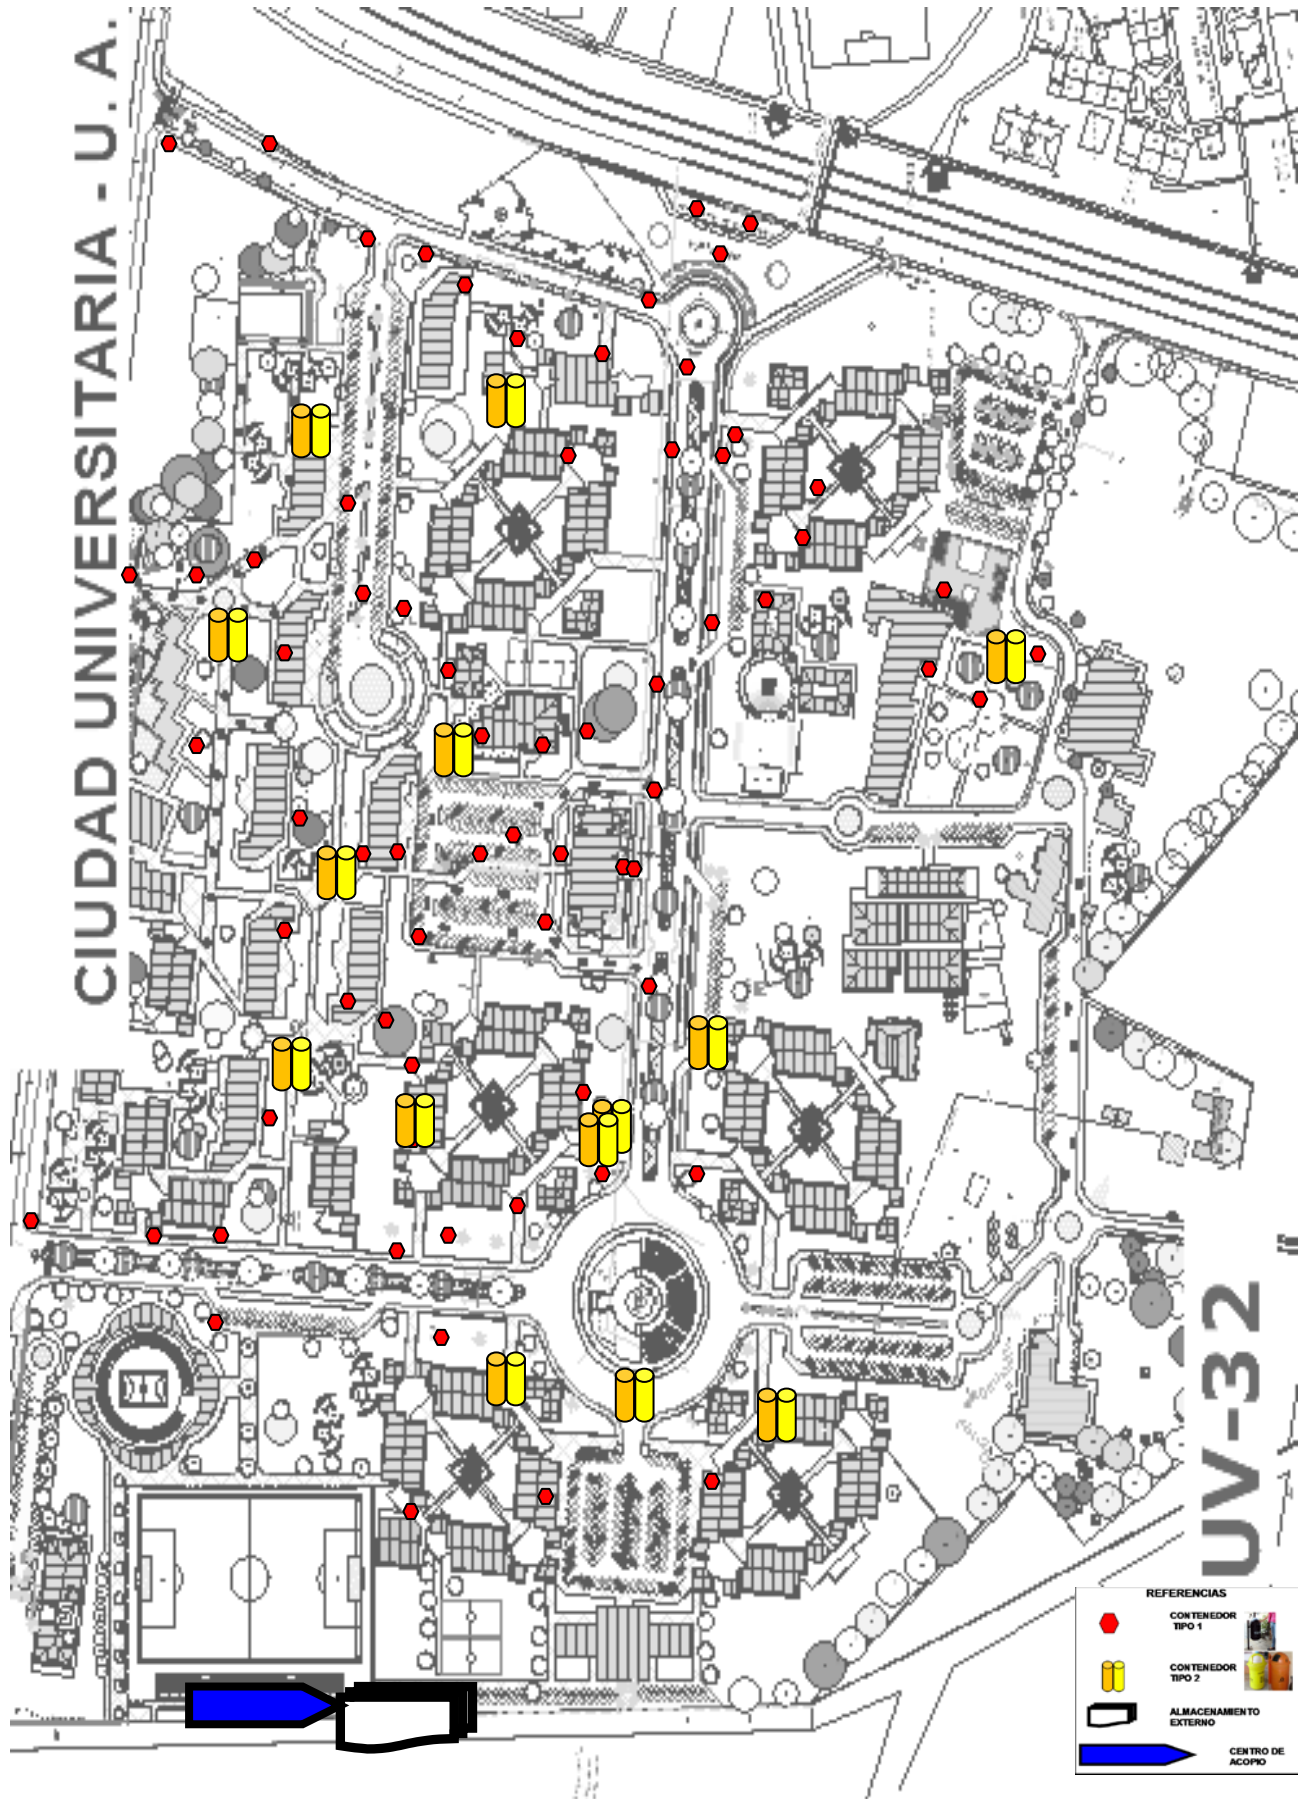 CIUDAD UNIVERSITARIA - U. A.
UV-32
REFERENCIAS
CONTENEDOR
TIPO 1
CONTENEDOR
TIPO 2
ALMACENAMIENTO
EXTERNO
CENTRO DE
ACOPIO